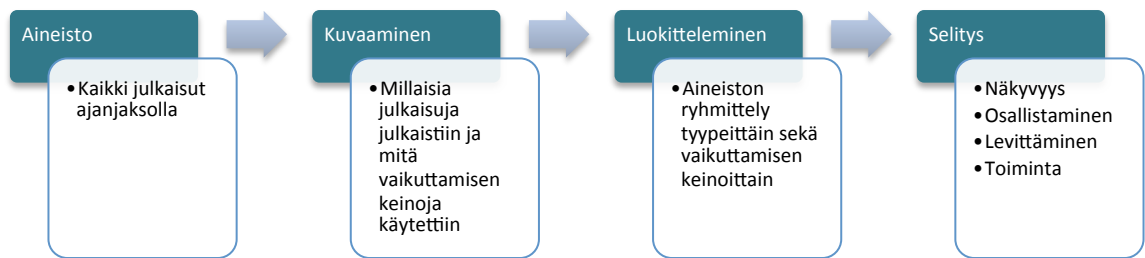 Aineisto
• Kaikki julkaisut
ajanjaksolla
Kuvaaminen
• Millaisia
julkaisuja
julkaistiin ja
mitä
vaikuttamisen
keinoja
käytettiin
Luokitteleminen
• Aineiston
ryhmittely
tyypeittäin sekä
vaikuttamisen
keinoittain
Selitys
• Näkyvyys
• Osallistaminen
• Levittäminen
• Toiminta